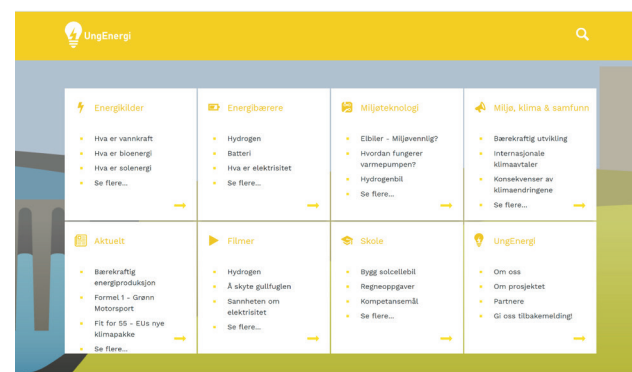 UngEnergi
Energikilder
Hva er vannkraft
Hva er bioenergi
Hva er solenergi
Se flere...
Energibærere
Hydrogen
Batteri
Hva er elektrisitet
Se flere...
Miljøteknologi
Elbiler - Miljøvennlig?
Hvordan fungerer
varmepumpen?
Hydrogenbil
Se flere...
Miljø, klima & samfunn
Bærekraftig utvikling
Internasjonale
klimaavtaler
Konsekvenser av
klimaendringene
Se flere...
Aktuelt
Bærekraftig
energiproduksjon
Formel 1 - Grønn
Motorsport
Fit for 55 - EUs nye
klimapakke
Se flere...
Filmer
Hydrogen
Å skyte gullfuglen
Sannheten om
elektrisitet
Se flere...
Skole
Bygg solcellebil
Regneoppgaver
Kompetansemål
Se flere...
UngEnergi
Om oss
Om prosjektet
Partnere
Gi oss tilbakemelding!